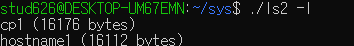 stud626@DESKTOP-UM67EMN:~/sys$ ./ls2 -l
cp1 (16176 bytes)
hostname1 (16112 bytes)